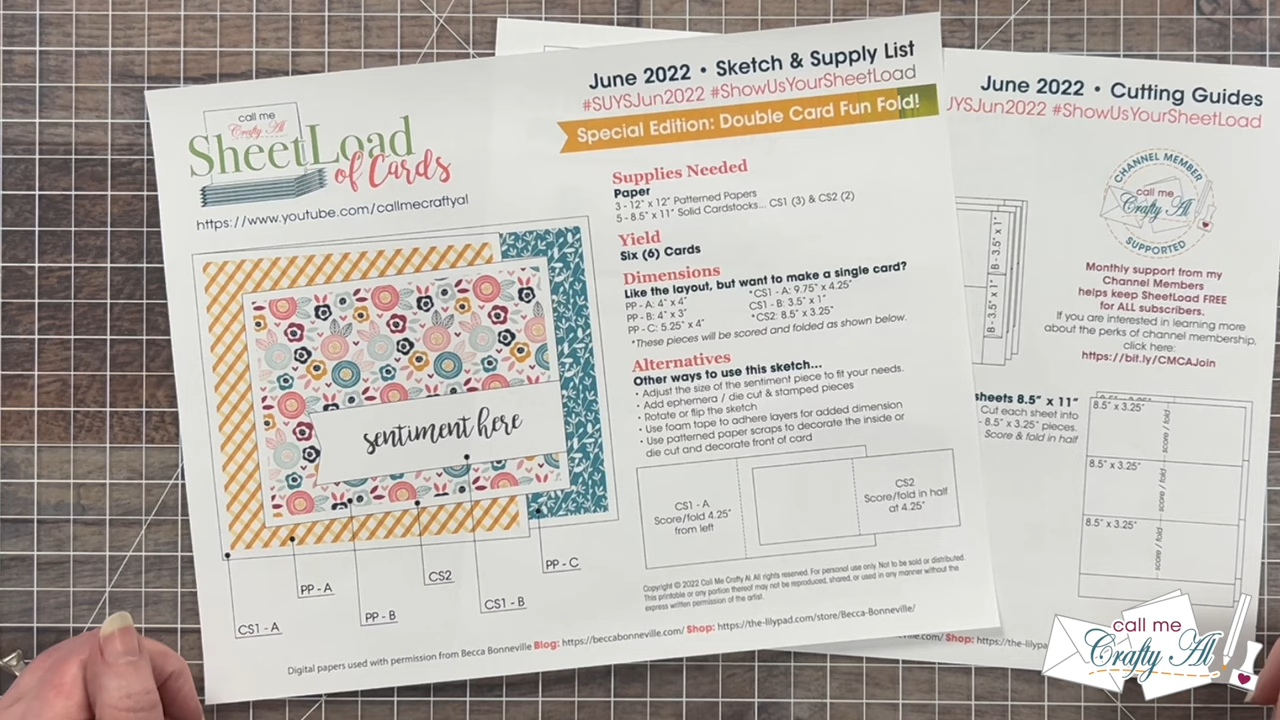 June 2022 • Sketch & Supply List
#SUYSJun2022 #ShowUsYourSheetLoad
Special Edition: Double Card Fun Fold!
call me
Crafty Al
SheetLoad
of Cards
https://www.youtube.com/callmecraftyal
sentiment here
CS1 - A
PP - A
PP - B
CS2
CS1 - B
PP - C
Supplies Needed
Paper
3 - 12" x 12" Patterned Papers
5 - 8.5" x 11" Solid Cardstocks... CS1 (3) & CS2 (2)
Yield
Six (6) Cards
Dimensions
Like the layout, but want to make a single card?
PP - A: 4" x 4"
PP - B: 4" x 3"
PP - C: 5.25" x 4"
*CS1 - A: 9.75" x 4.25"
CS1 - B: 3.5" x 1"
*CS2: 8.5" x 3.25"
*These pieces will be scored and folded as shown below.
Alternatives
Other ways to use this sketch...
• Adjust the size of the sentiment piece to fit your needs.
• Add ephemera / die cut & stamped pieces
• Rotate or flip the sketch
• Use foam tape to adhere layers for added dimension
• Use patterned paper scraps to decorate the inside or
die cut and decorate front of card
CS1 - A
Score/fold 4.25"
from left
CS2
Score/fold in half
at 4.25"
Copyright © 2022 Call Me Crafty Al. All rights reserved. For personal use only. Not to be sold or distributed.
This printable or any portion thereof may not be reproduced, shared, or used in any manner without the
express written permission of the artist.
Digital papers used with permission from Becca Bonneville Blog: https://beccabonneville.com/ Shop: https://the-lilypad.com/store/Becca-Bonneville/
June 2022 • Cutting Guides
UYSJun2022 #ShowUsYourSheetLoad
CHANNEL MEMBER
call me
Crafty Al
SUPPORTED
B - 3.5" x 1"
B - 3.5" x 1"
Monthly support from my
Channel Members
helps keep SheetLoad FREE
for ALL subscribers.
If you are interested in learning more
about the perks of channel membership,
click here:
https://bit.ly/CMCAJoin
sheets 8.5" x 11"
Cut each sheet into
- 8.5" x 3.25" pieces.
Score & fold in half
8.5" x 3.25"
score / fold
8.5" x 3.25"
score / fold
8.5" x 3.25"
score / fold
.com/ Shop: https://the-lilypa
call me
Crafty Al